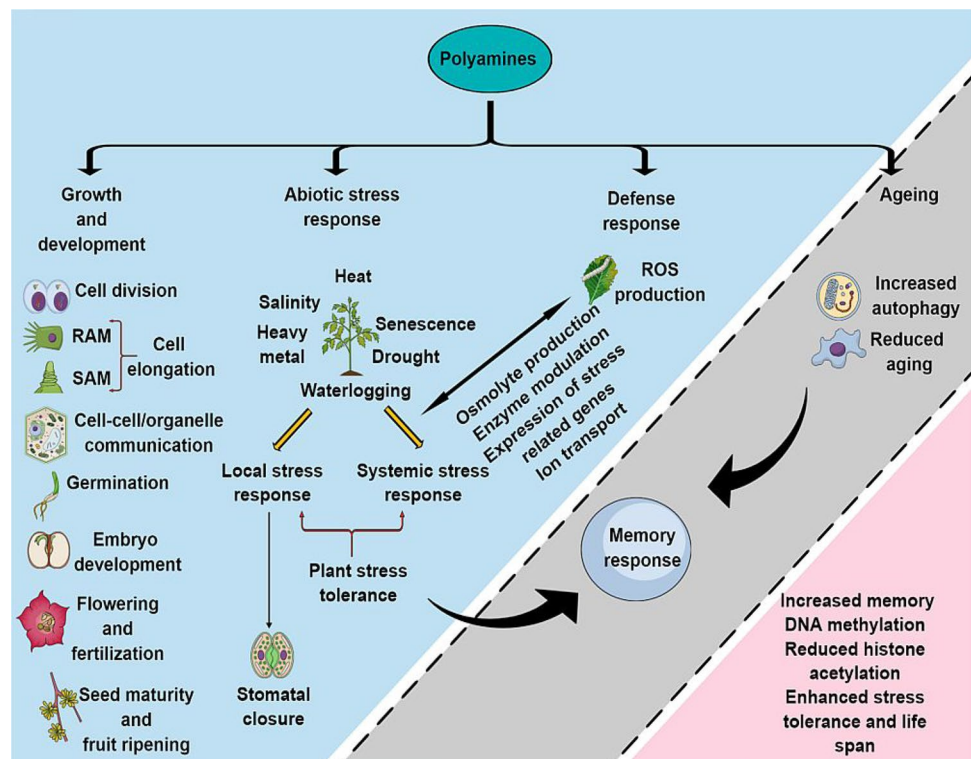 Polyamines
Growth
and
development
Cell division
RAM
SAM
Cell
elongation
Cell-cell/organelle
communication
Germination
Embryo
development
Flowering
and
fertilization
Seed maturity
and
fruit ripening
Abiotic stress
response
Heat
Salinity
Heavy
metal
Senescence
Drought
Waterlogging
Local stress
response
Systemic stress
response
Plant stress
tolerance
Stomatal
closure
Defense
response
ROS
production
Osmolyte production
Enzyme modulation
Expression of stress
related genes
Ion transport
Ageing
Increased
autophagy
Reduced
aging
Memory
response
Increased memory
DNA methylation
Reduced histone
acetylation
Enhanced stress
tolerance and life
span